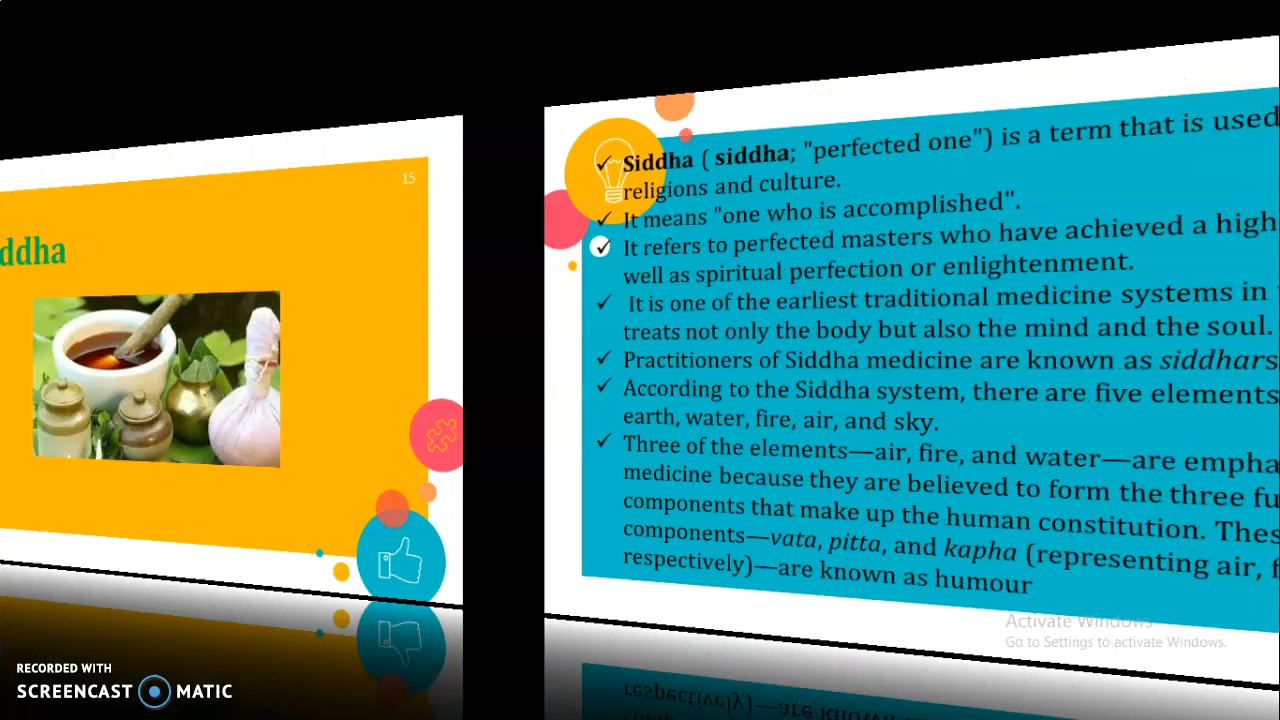 15
ddha
✓ Siddha ( siddha; "perfected one") is a term that is used
religions and culture.
✓ It means "one who is accomplished".
✓ It refers to perfected masters who have achieved a high
well as spiritual perfection or enlightenment.
✓ It is one of the earliest traditional medicine systems in
treats not only the body but also the mind and the soul.
✓ Practitioners of Siddha medicine are known as siddhars
✓ According to the Siddha system, there are five elements
earth, water, fire, air, and sky.
✓ Three of the elements—air, fire, and water—are empha
medicine because they are believed to form the three fu
components that make up the human constitution. Thes
components—vata, pitta, and kapha (representing air, f
respectively)—are known as humour
Activate Windows
Go to Settings to activate Windows.
RECORDED WITH
SCREENCAST MATIC